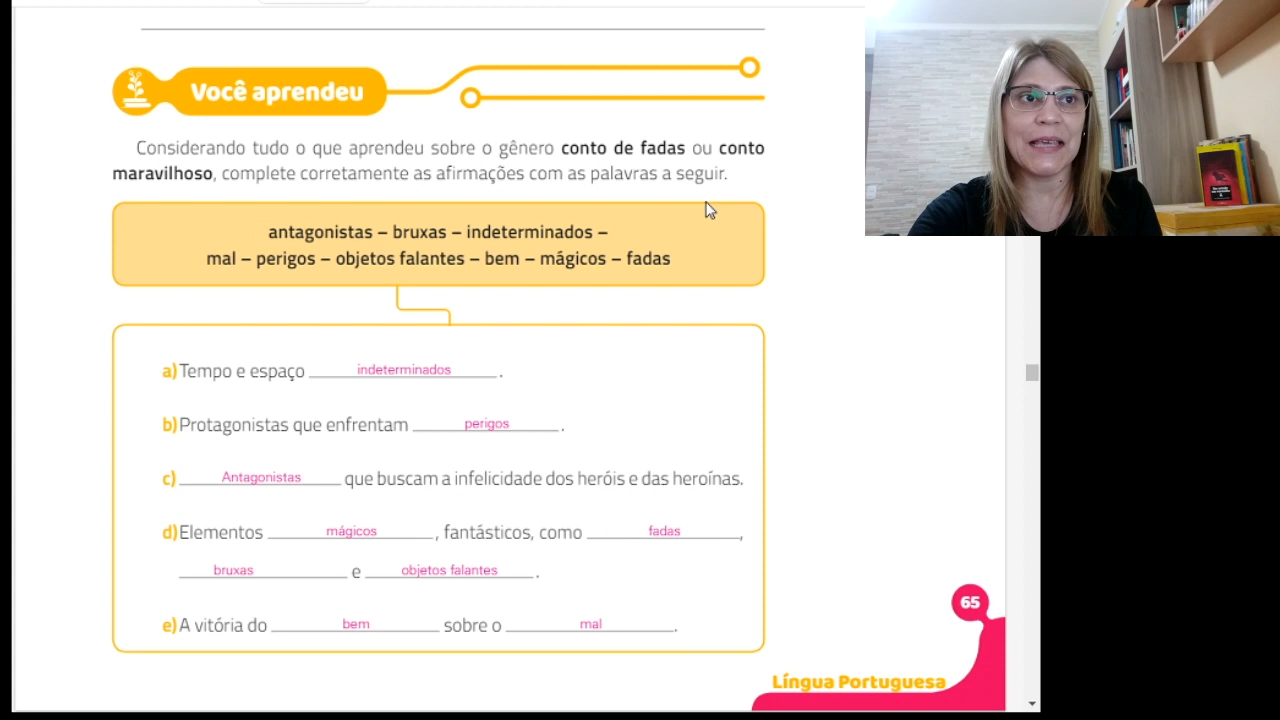 Você aprendeu
Considerando tudo o que aprendeu sobre o gênero conto de fadas ou conto
maravilhoso, complete corretamente as afirmações com as palavras a seguir.
antagonistas – bruxas – indeterminados –
mal – perigos – objetos falantes – bem – mágicos – fadas
a) Tempo e espaço indeterminados.
b) Protagonistas que enfrentam perigos.
c) Antagonistas que buscam a infelicidade dos heróis e das heroínas.
d) Elementos mágicos, fantásticos, como fadas,
bruxas e objetos falantes.
e) A vitória do bem sobre o mal.
65
Língua Portuguesa